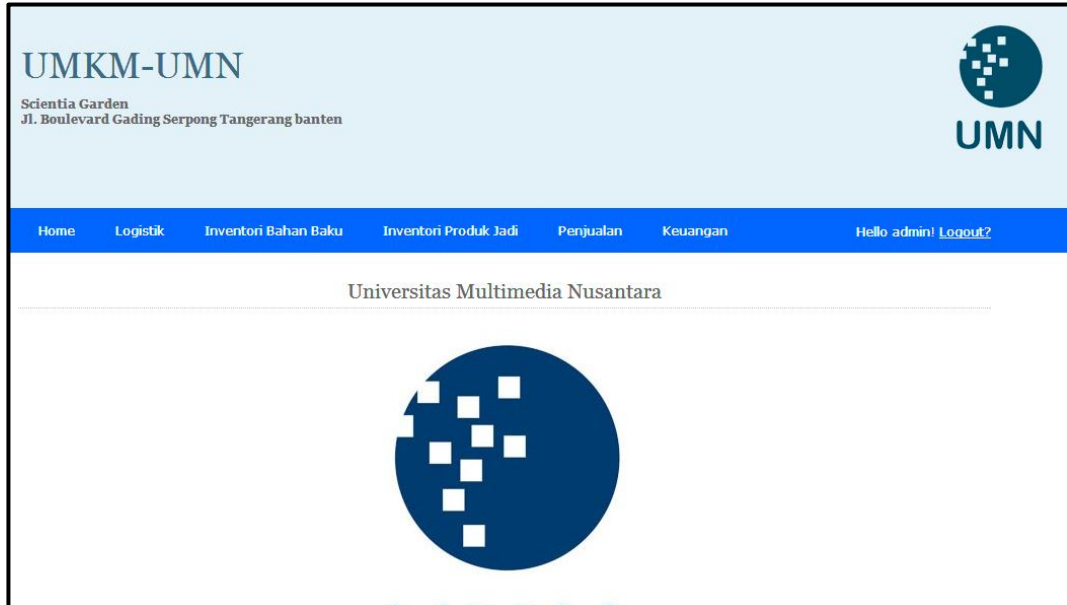 UMKM-UMN
Scientia Garden
Jl. Boulevard Gading Serpong Tangerang banten
UMN
Home Logistik Inventori Bahan Baku Inventori Produk Jadi Penjualan Keuangan Hello admin! Logout?
Universitas Multimedia Nusantara